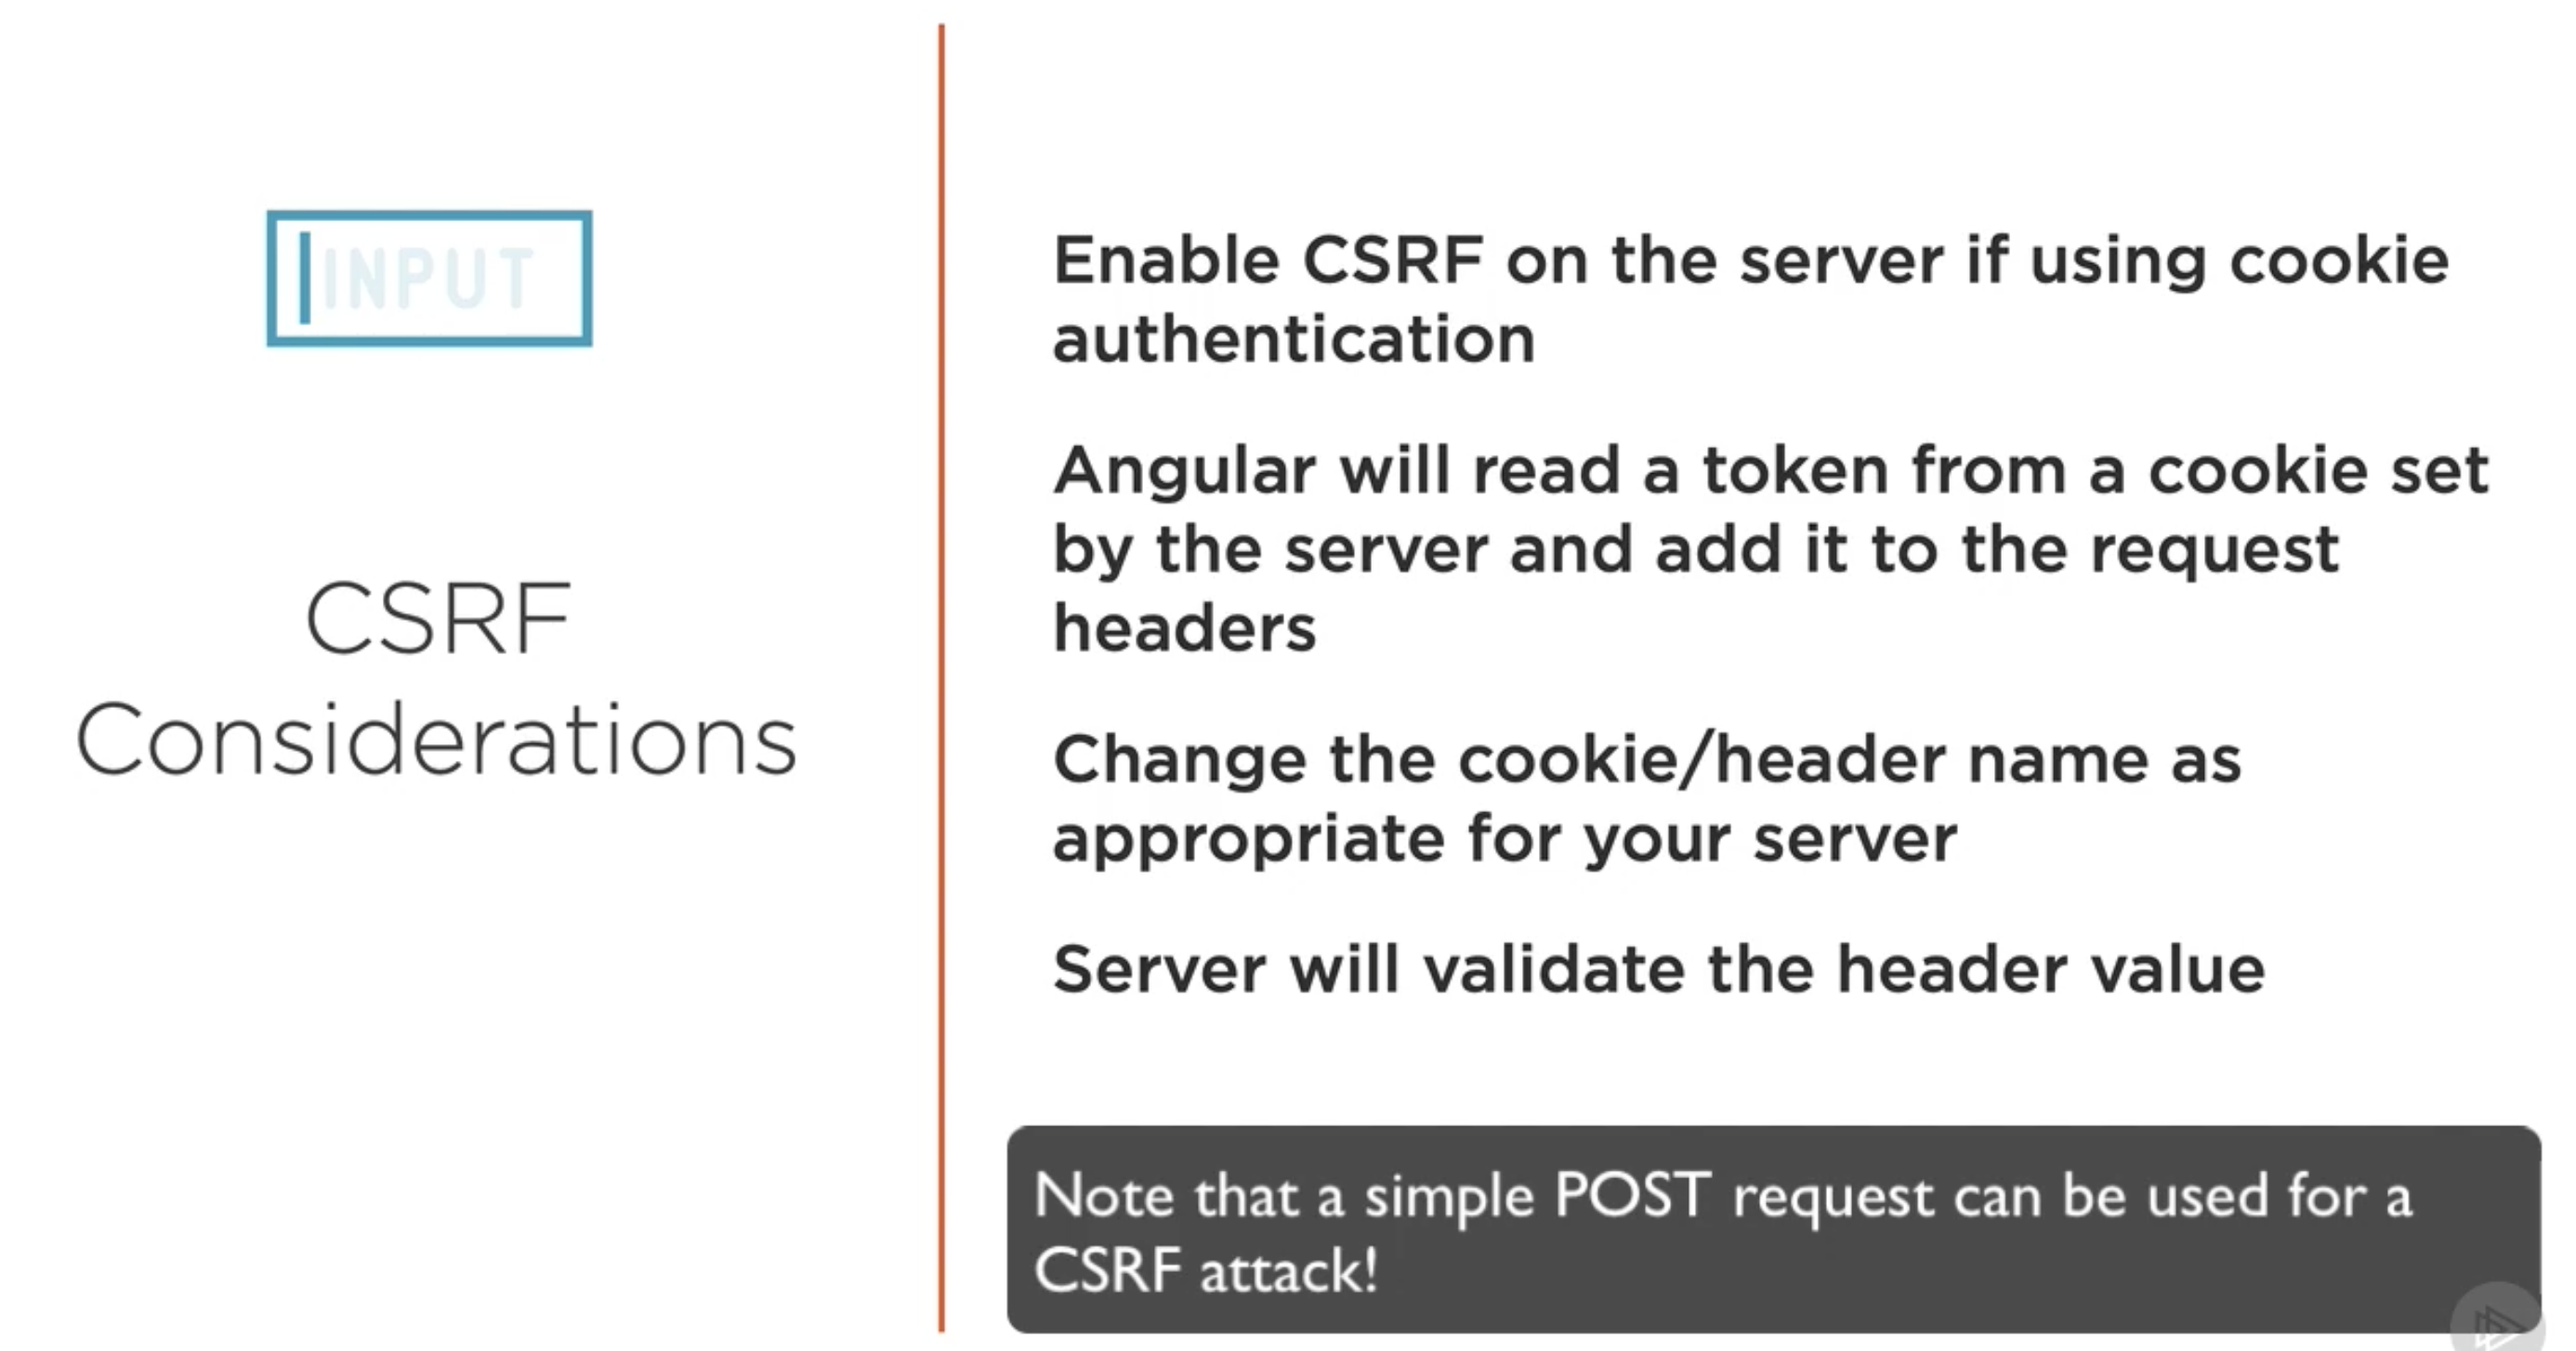 INPUT
CSRF
Considerations
Enable CSRF on the server if using cookie
authentication
Angular will read a token from a cookie set
by the server and add it to the request
headers
Change the cookie/header name as
appropriate for your server
Server will validate the header value
Note that a simple POST request can be used for a
CSRF attack!